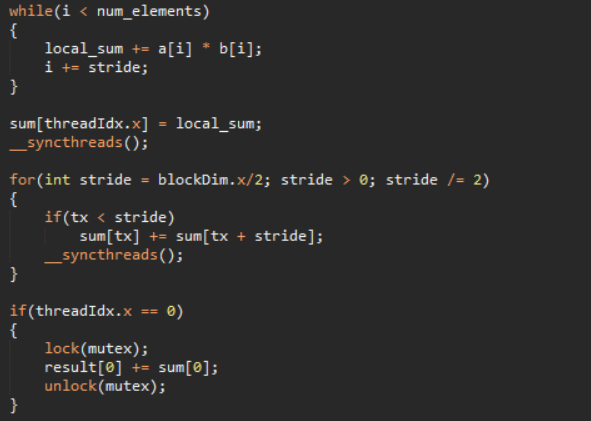 while(i < num_elements)
{
    local_sum += a[i] * b[i];
    i += stride;
}

sum[threadIdx.x] = local_sum;
__syncthreads();

for(int stride = blockDim.x/2; stride > 0; stride /= 2)
{
    if(tx < stride)
        sum[tx] += sum[tx + stride];
    __syncthreads();
}

if(threadIdx.x == 0)
{
    lock(mutex);
    result[0] += sum[0];
    unlock(mutex);
}